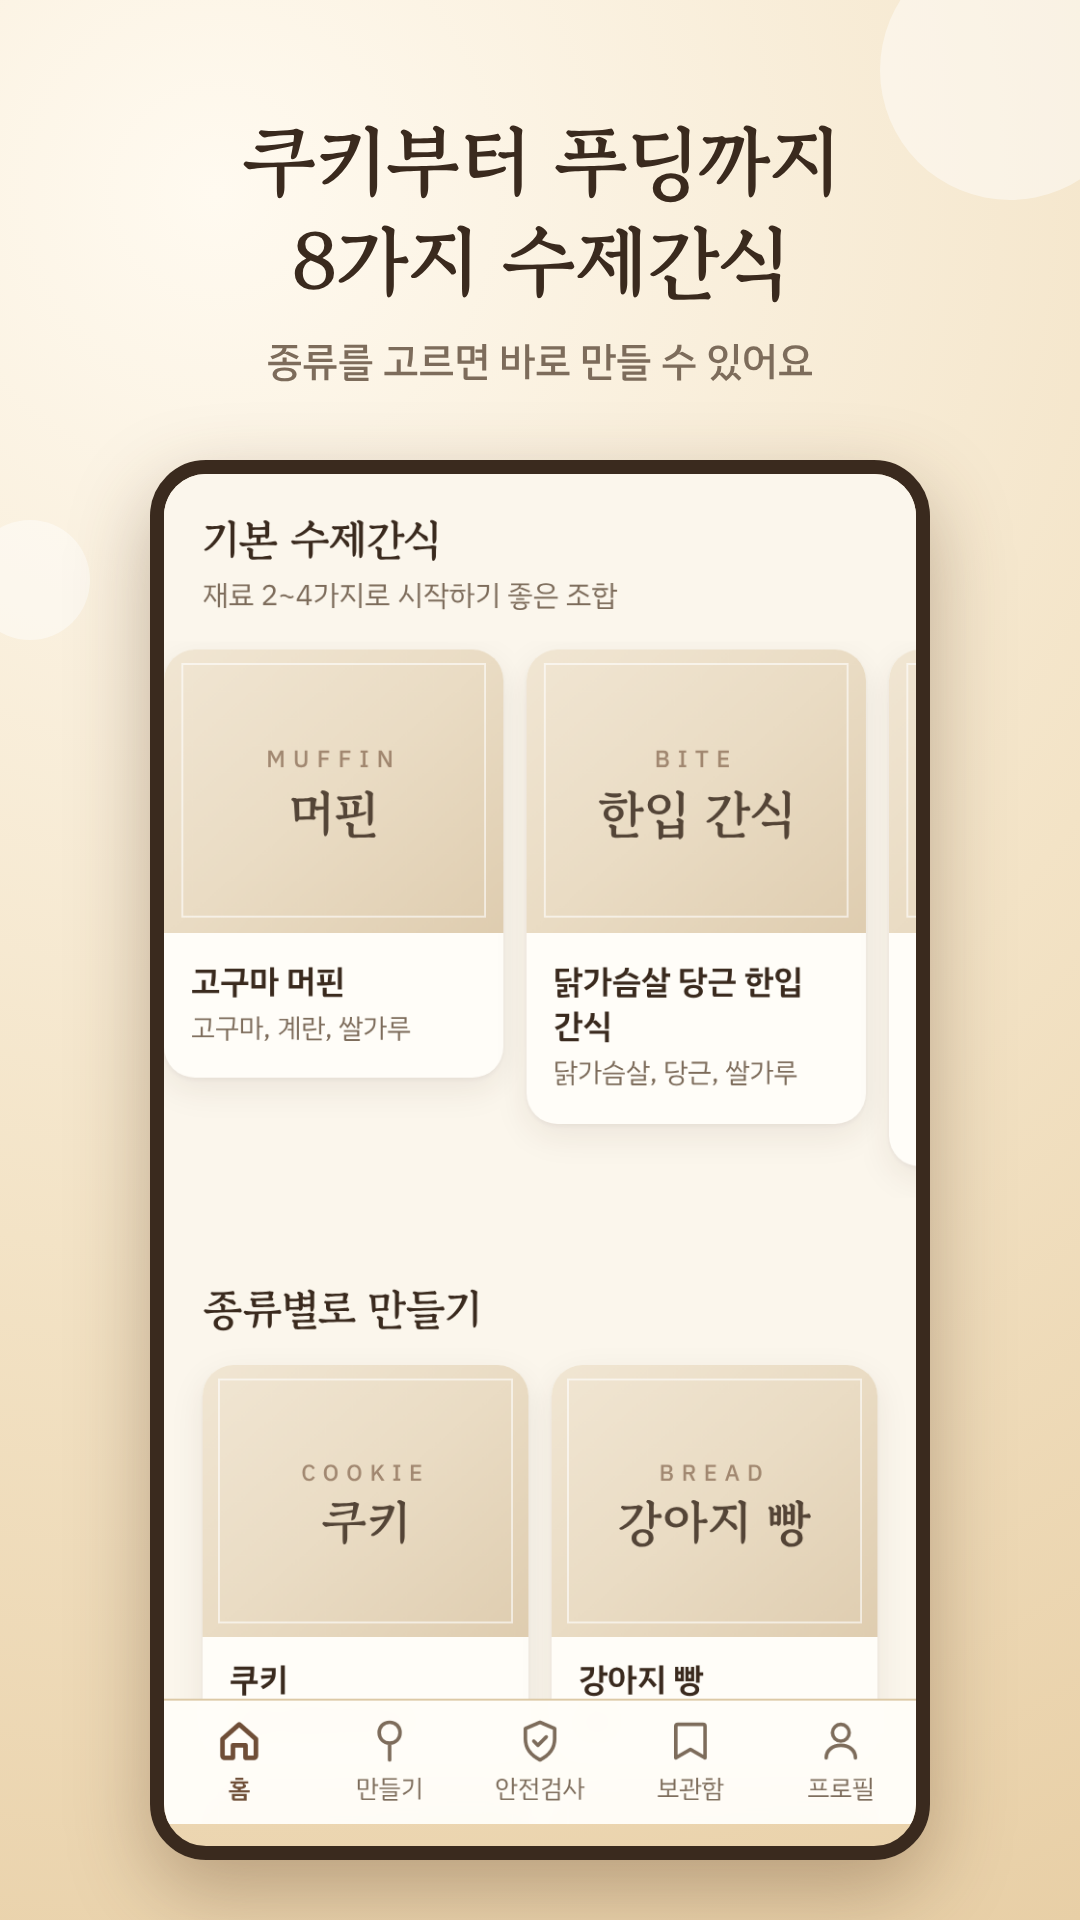 쿠키부터 푸딩까지
8가지 수제간식
종류를 고르면 바로 만들 수 있어요
기본 수제간식
재료 2~4가지로 시작하기 좋은 조합
MUFFIN
머핀
고구마 머핀
고구마, 계란, 쌀가루
BITE
한입 간식
닭가슴살 당근 한입
간식
닭가슴살, 당근, 쌀가루
종류별로 만들기
COOKIE
쿠키
쿠키
BREAD
강아지 빵
강아지 빵
홈
만들기
안전검사
보관함
프로필